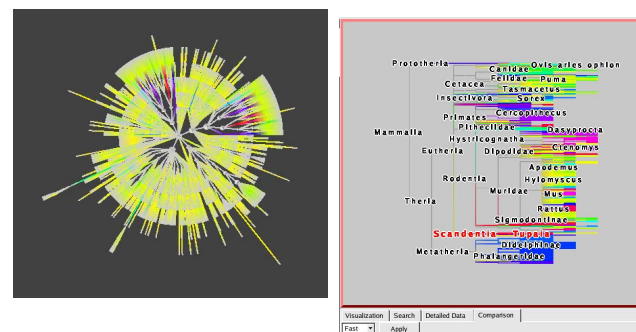 Prototheria
Ovis aries ophion
Canidae
Felidae
Puma
Cetacea
Tasmacetus
Insectivora
Sorex
Cercopithecus
Primates
Pitheciidae
Dasyprocta
Mammalia
Hystricognatha
Ctenomys
Eutheria
Dipodidae
Apodemus
Rodentia
Hylomyscus
Muridae
Mus
Theria
Rattus
Sigmodontinae
Scandentia
Tupaia
Didelphinae
Metatheria
Phalangeridae
Visualization
Search
Detailed Data
Comparison
Fast
Apply